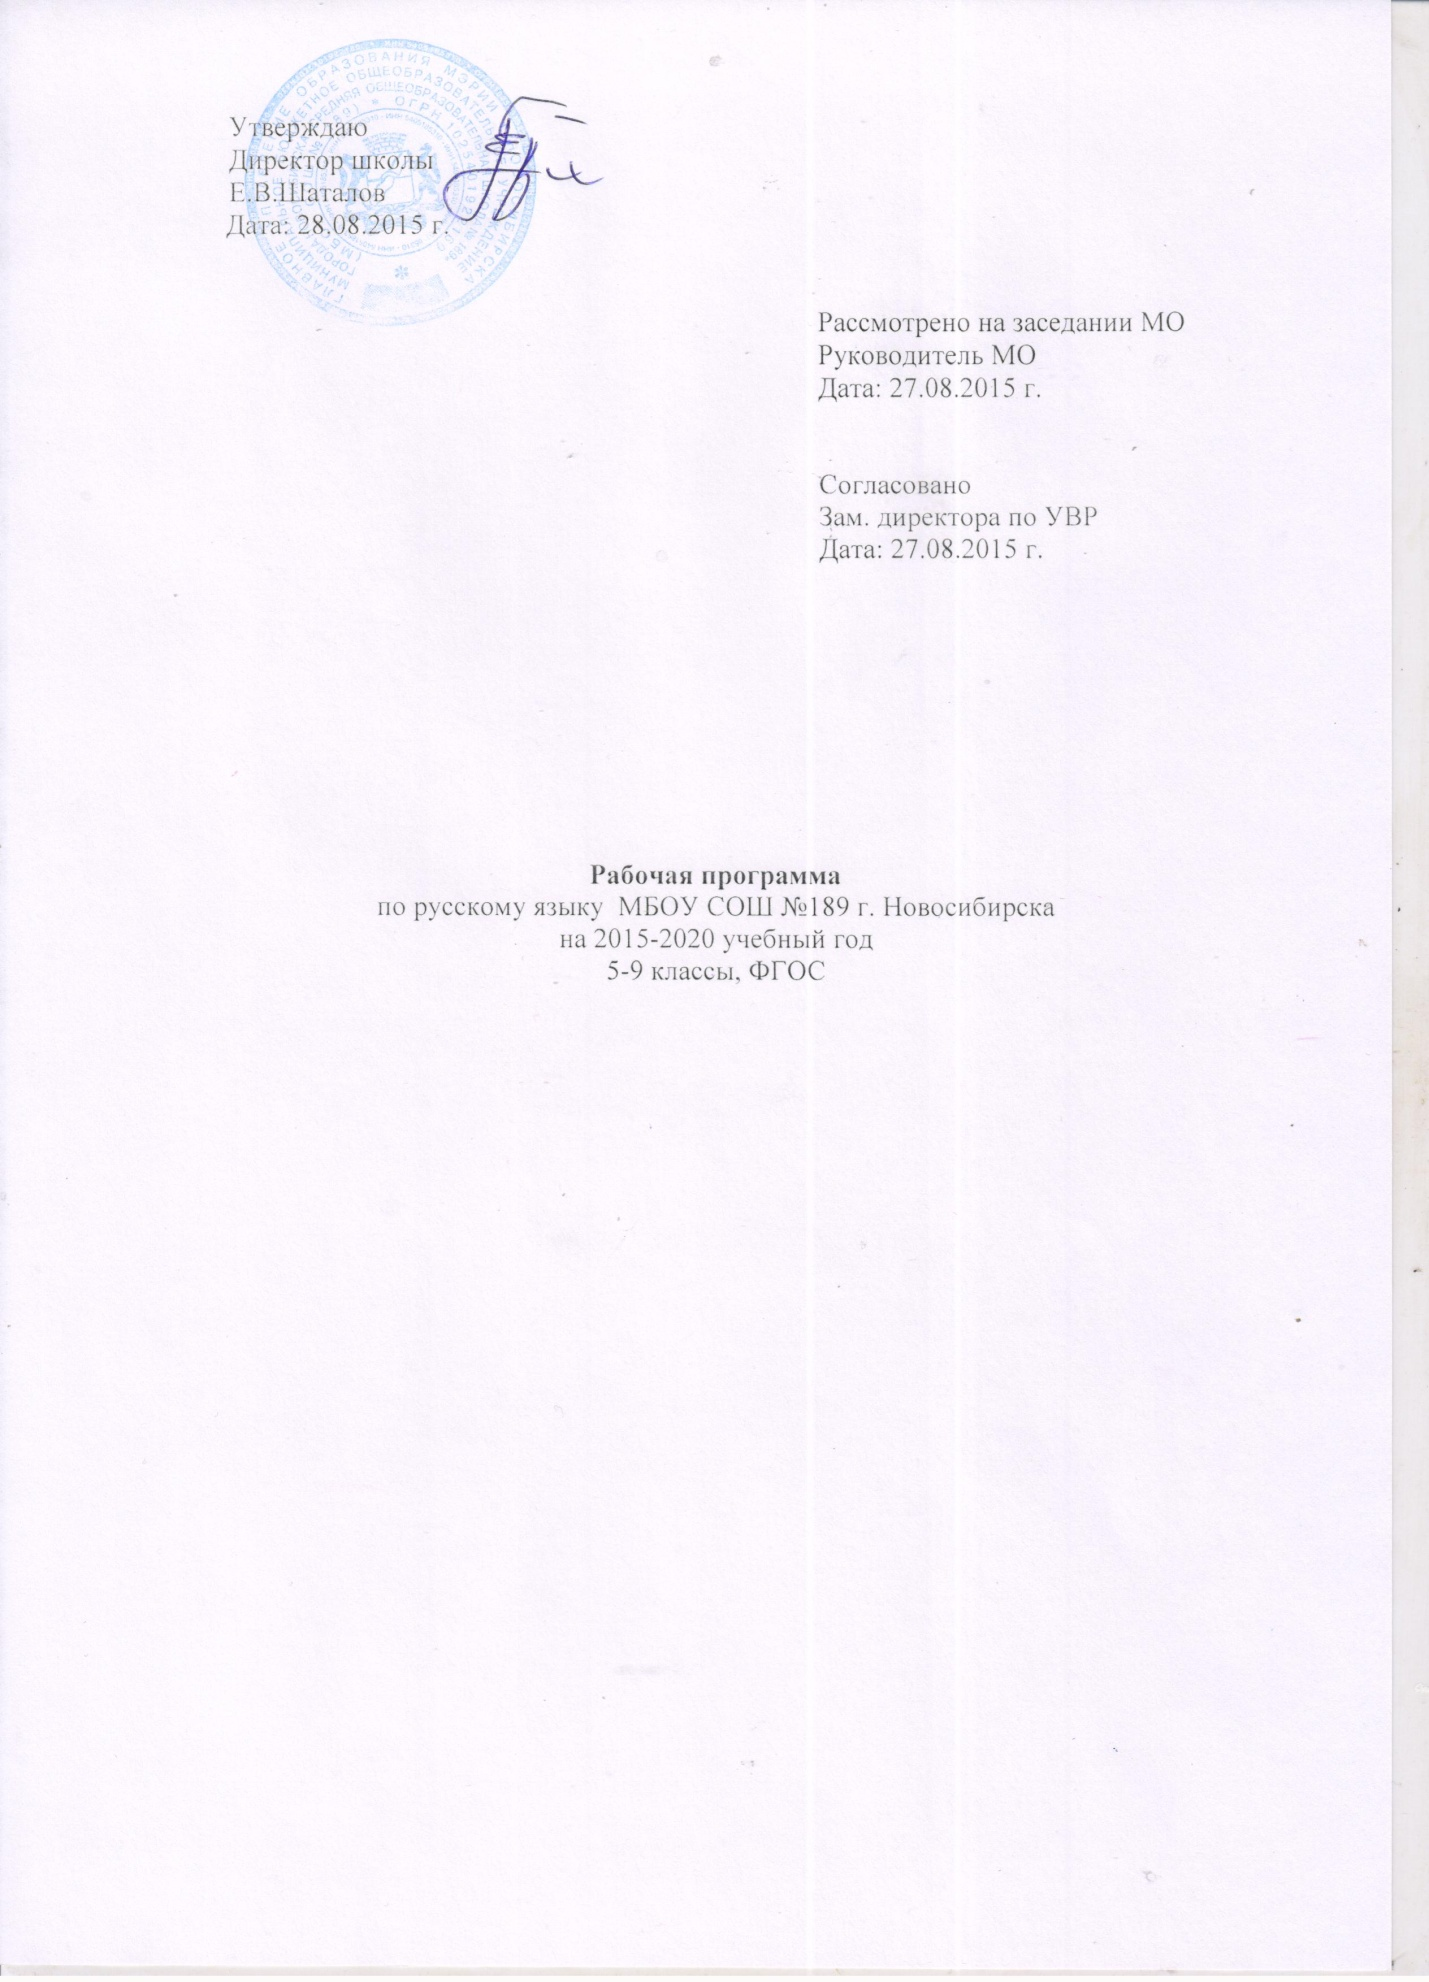 Утверждаю
Директор школы
Е.В.Шаталов
Дата: 28.08.2015 г.
Рассмотрено на заседании МО
Руководитель МО
Дата: 27.08.2015 г.
Согласовано
Зам. директора по УВР
Дата: 27.08.2015 г.
Рабочая программа
по русскому языку МБОУ СОШ №189 г. Новосибирска
на 2015-2020 учебный год
5-9 классы, ФГОС